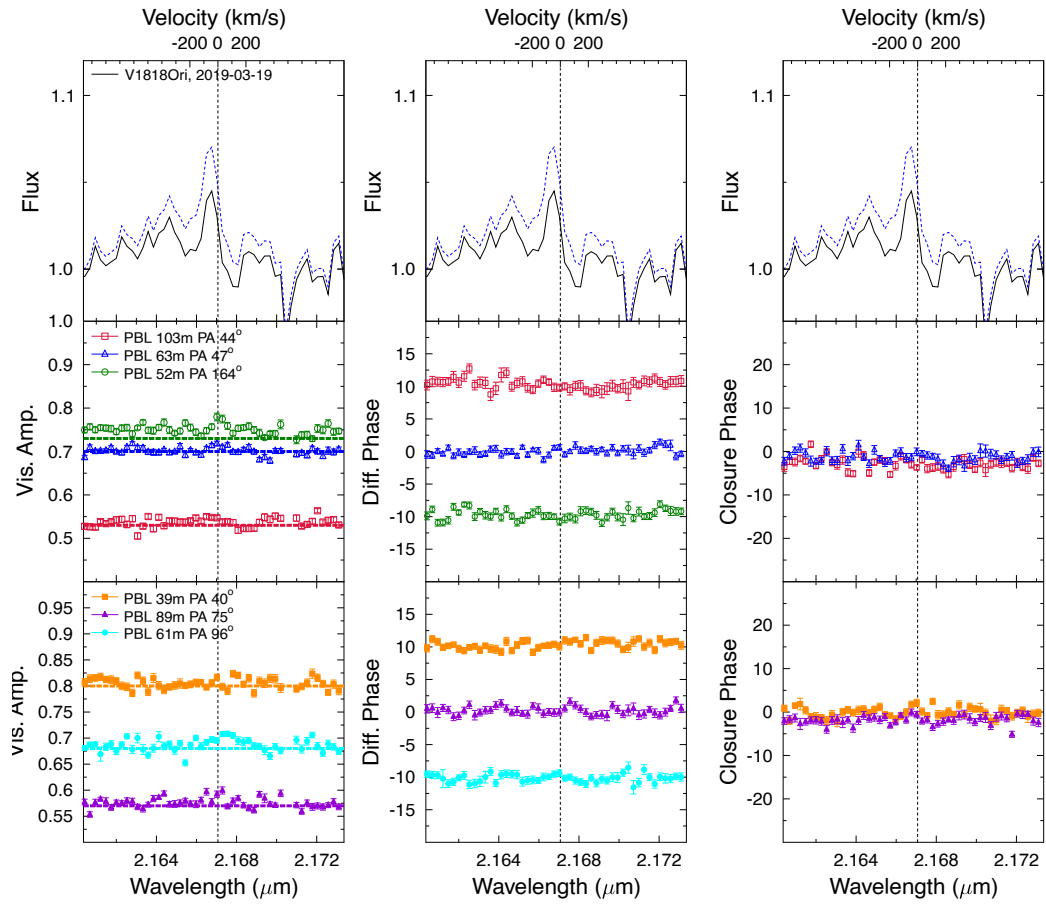 Velocity (km/s)
-200 0 200
Velocity (km/s)
-200 0 200
Velocity (km/s)
-200 0 200
V1818Ori, 2019-03-19
1.1
1.0
Flux
1.1
1.0
Flux
1.1
1.0
Flux
1.0
0.9
0.8
0.7
0.6
0.5
Vis. Amp.
PBL 103m PA 44°
PBL 63m PA 47°
PBL 52m PA 164°
15
10
5
0
-5
-10
-15
Diff. Phase
20
10
0
-10
-20
Closure Phase
0.95
0.9
0.85
0.8
0.75
0.7
0.65
0.6
0.55
Vis. Amp.
PBL 39m PA 40°
PBL 89m PA 75°
PBL 61m PA 96°
15
10
5
0
-5
-10
-15
Diff. Phase
20
10
0
-10
-20
Closure Phase
2.164 2.168 2.172
Wavelength (μm)
2.164 2.168 2.172
Wavelength (μm)
2.164 2.168 2.172
Wavelength (μm)